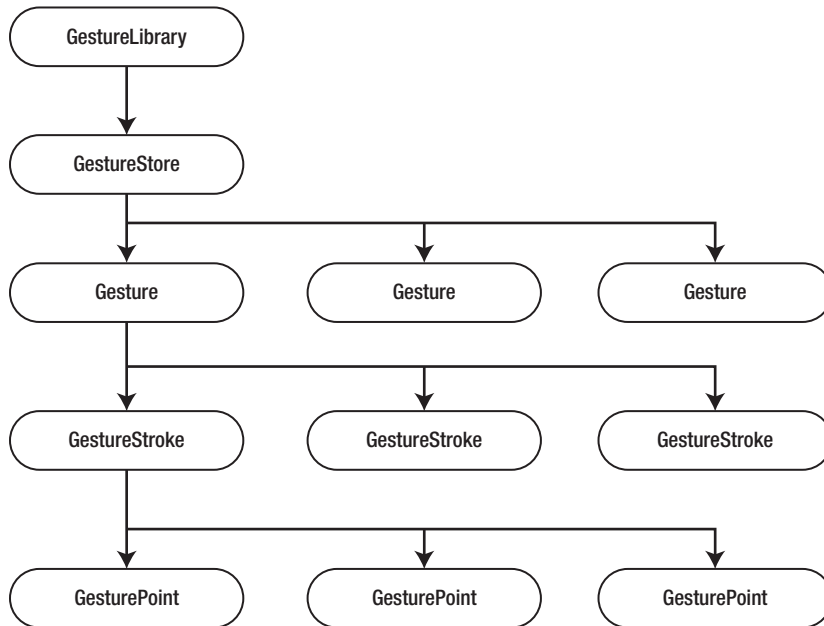 GestureLibrary
GestureStore
Gesture
Gesture
Gesture
GestureStroke
GestureStroke
GestureStroke
GesturePoint
GesturePoint
GesturePoint